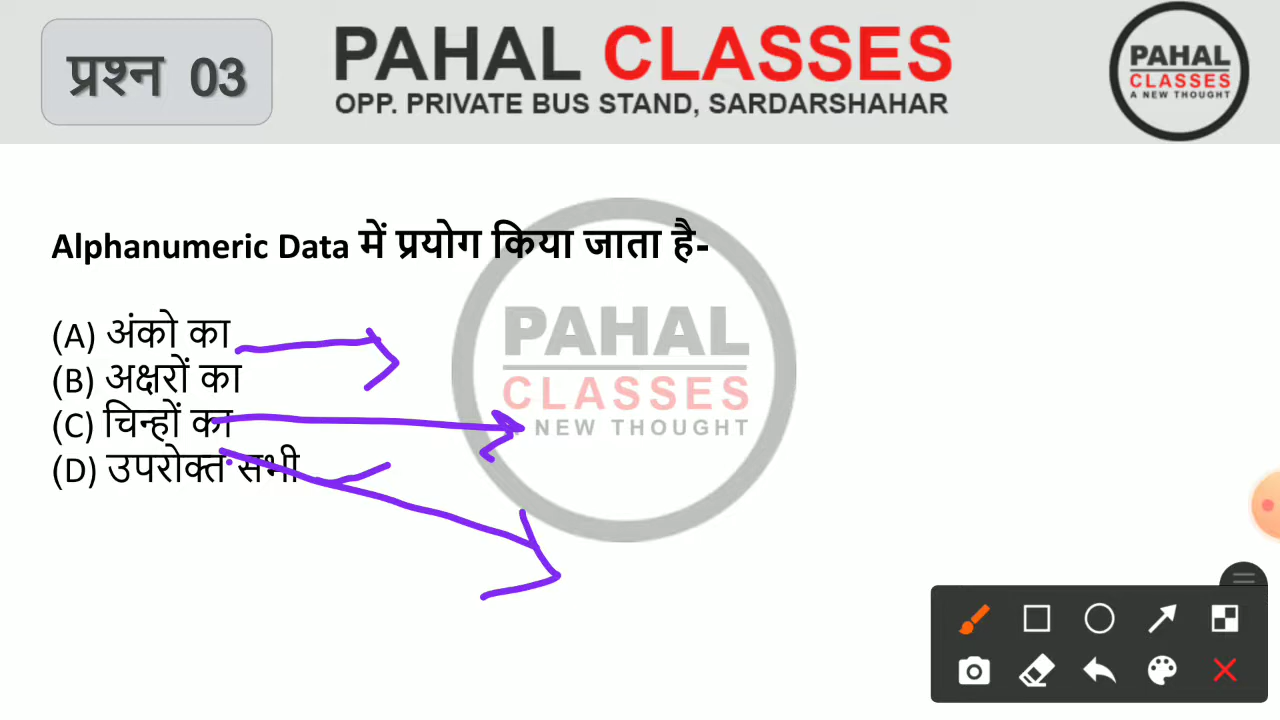 प्रश्न 03
PAHAL CLASSES
OPP. PRIVATE BUS STAND, SARDARSHAHAR
PAHAL
CLASSES
A NEW THOUGHT
Alphanumeric Data में प्रयोग किया जाता है-
(A) अंको का
(B) अक्षरों का
(C) चिन्हों का
(D) उपरोक्त सभी
PAHAL
CLASSES
A NEW THOUGHT